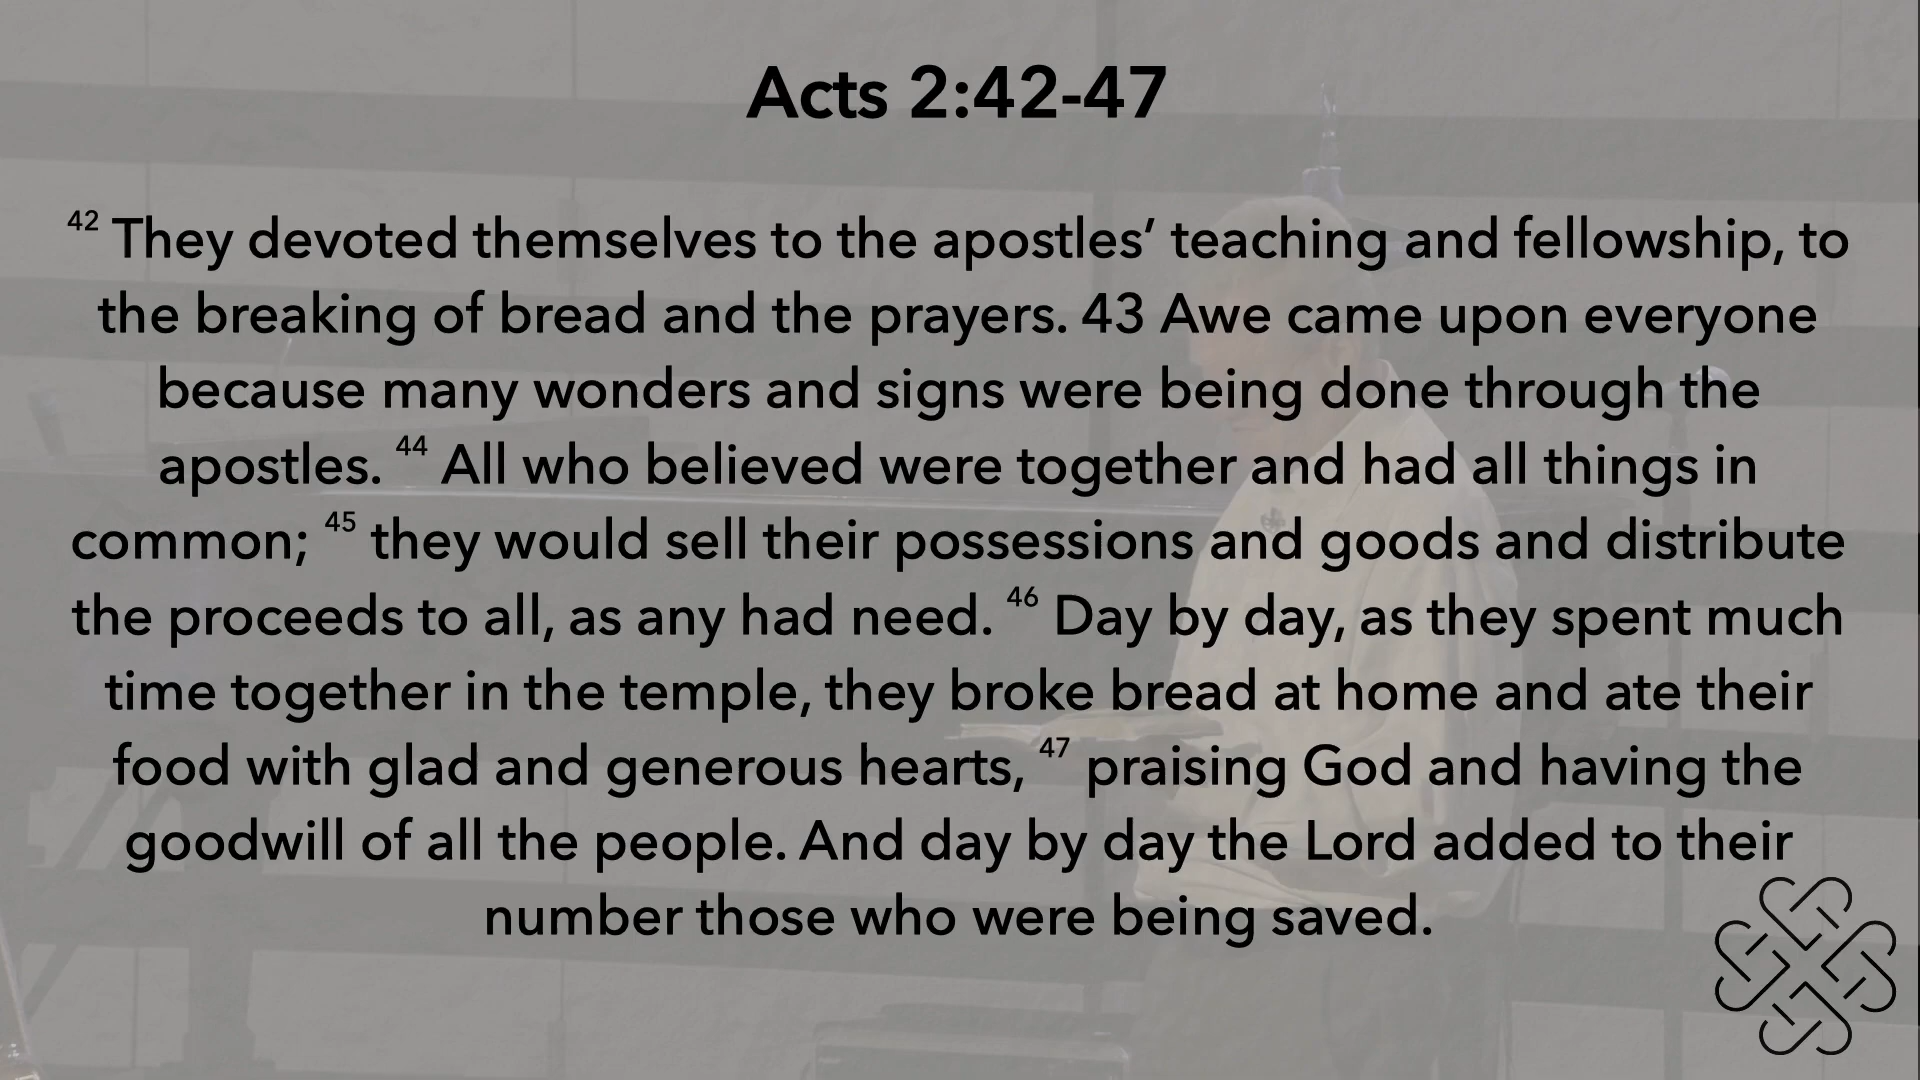 Acts 2:42-47
42 They devoted themselves to the apostles’ teaching and fellowship, to
the breaking of bread and the prayers. 43 Awe came upon everyone
because many wonders and signs were being done through the
apostles. 44 All who believed were together and had all things in
common; 45 they would sell their possessions and goods and distribute
the proceeds to all, as any had need. 46 Day by day, as they spent much
time together in the temple, they broke bread at home and ate their
food with glad and generous hearts, 47 praising God and having the
goodwill of all the people. And day by day the Lord added to their
number those who were being saved.